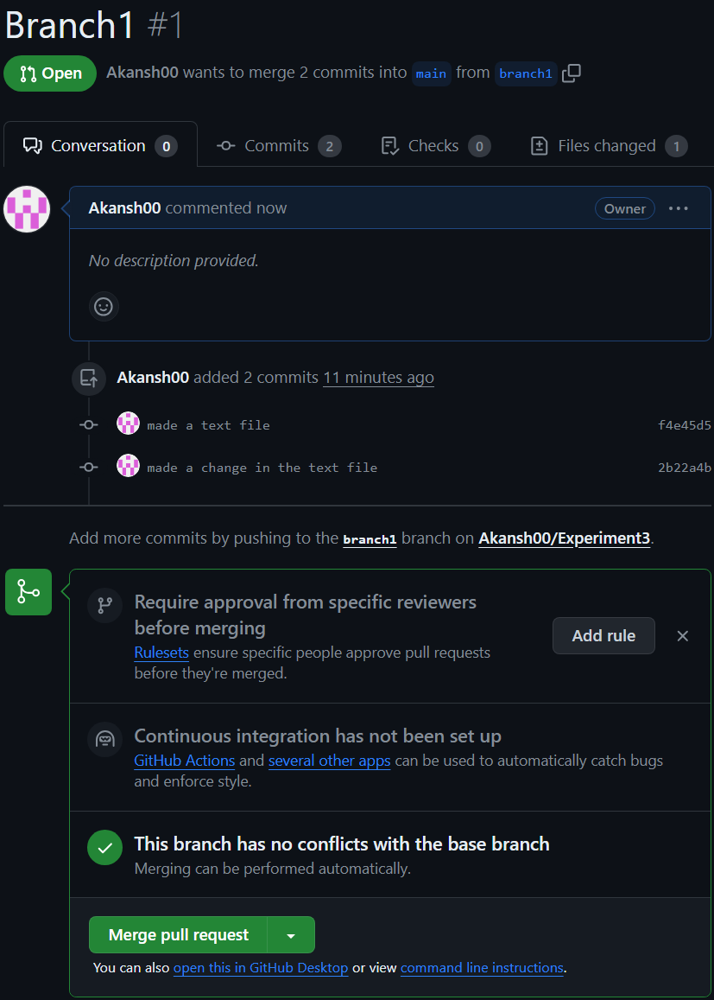 Branch1 #1
Open Akansh00 wants to merge 2 commits into main from branch1
Conversation 0 Commits 2 Checks 0 Files changed 1
Akansh00 commented now Owner
No description provided.
Akansh00 added 2 commits 11 minutes ago
made a text file f4e45d5
made a change in the text file 2b22a4b
Add more commits by pushing to the branch1 branch on Akansh00/Experiment3.
Require approval from specific reviewers
before merging
Add rule
Rulesets ensure specific people approve pull requests
before they're merged.
Continuous integration has not been set up
GitHub Actions and several other apps can be used to automatically catch bugs
and enforce style.
This branch has no conflicts with the base branch
Merging can be performed automatically.
Merge pull request
You can also open this in GitHub Desktop or view command line instructions.